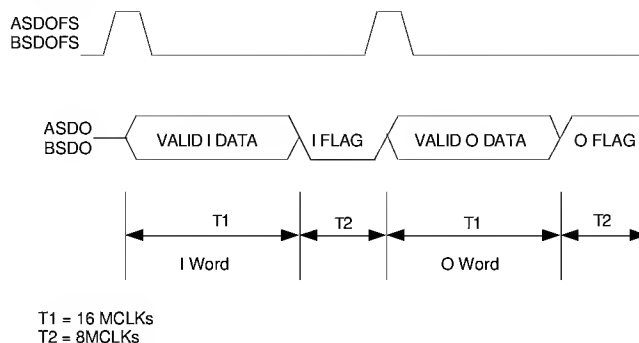 ASDOFS
BSDOFS
ASDO
BSDO
VALID I DATA
I FLAG
VALID O DATA
O FLAG
T1
T2
T1
T2
I Word
O Word
T1 = 16 MCLKs
T2 = 8MCLKs